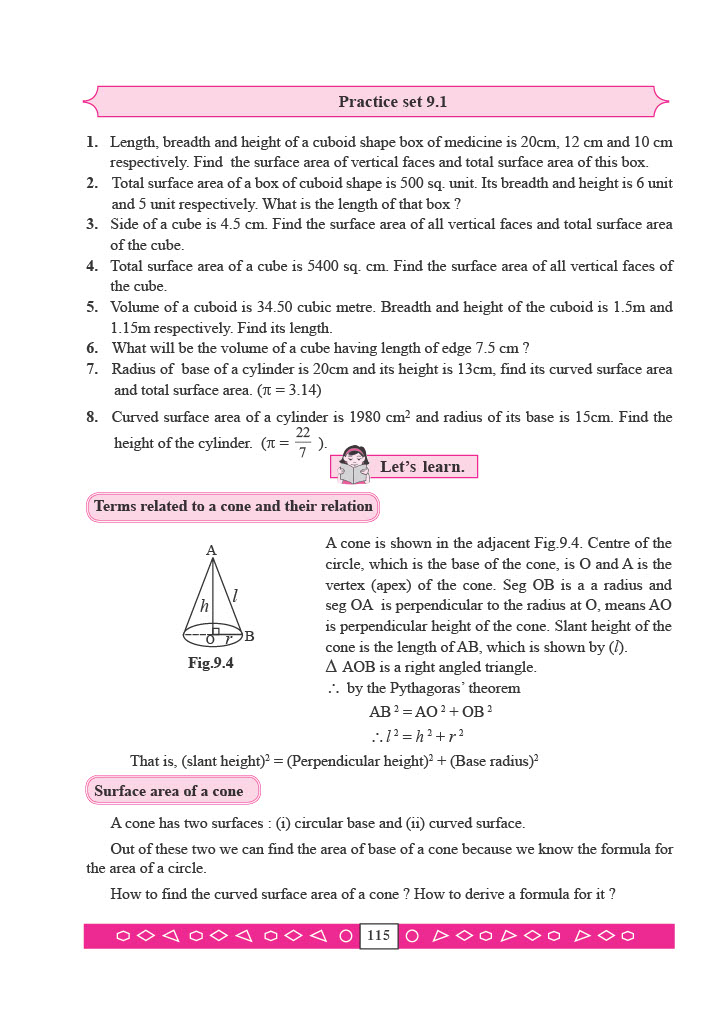 Practice set 9.1
1. Length, breadth and height of a cuboid shape box of medicine is 20cm, 12 cm and 10 cm
respectively. Find the surface area of vertical faces and total surface area of this box.
2. Total surface area of a box of cuboid shape is 500 sq. unit. Its breadth and height is 6 unit
and 5 unit respectively. What is the length of that box ?
3. Side of a cube is 4.5 cm. Find the surface area of all vertical faces and total surface area
of the cube.
4. Total surface area of a cube is 5400 sq. cm. Find the surface area of all vertical faces of
the cube.
5. Volume of a cuboid is 34.50 cubic metre. Breadth and height of the cuboid is 1.5m and
1.15m respectively. Find its length.
6. What will be the volume of a cube having length of edge 7.5 cm ?
7. Radius of base of a cylinder is 20cm and its height is 13cm, find its curved surface area
and total surface area. (π = 3.14)
8. Curved surface area of a cylinder is 1980 cm² and radius of its base is 15cm. Find the
height of the cylinder. (π = 22/7 ).
Let's learn.
Terms related to a cone and their relation
A
h
l
O
r
B
Fig.9.4
A cone is shown in the adjacent Fig.9.4. Centre of the
circle, which is the base of the cone, is O and A is the
vertex (apex) of the cone. Seg OB is a a radius and
seg OA is perpendicular to the radius at O, means AO
is perpendicular height of the cone. Slant height of the
cone is the length of AB, which is shown by (l).
Δ AOB is a right angled triangle.
∴ by the Pythagoras' theorem
AB ² = AO ² + OB ²
∴ l ² = h ² + r ²
That is, (slant height)² = (Perpendicular height)² + (Base radius)²
Surface area of a cone
A cone has two surfaces : (i) circular base and (ii) curved surface.
Out of these two we can find the area of base of a cone because we know the formula for
the area of a circle.
How to find the curved surface area of a cone ? How to derive a formula for it ?
115